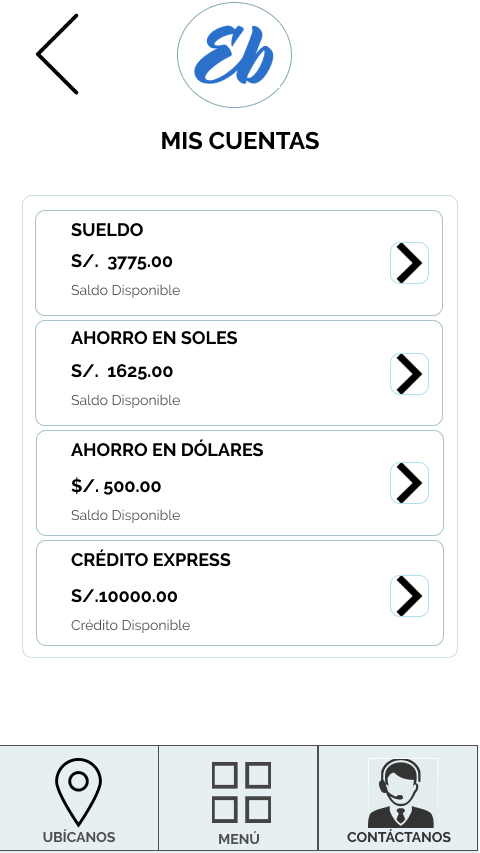 Eb
MIS CUENTAS
SUELDO
S/. 3775.00
Saldo Disponible
AHORRO EN SOLES
S/. 1625.00
Saldo Disponible
AHORRO EN DÓLARES
$/. 500.00
Saldo Disponible
CRÉDITO EXPRESS
S/.10000.00
Crédito Disponible
UBÍCANOS
MENÚ
CONTÁCTANOS